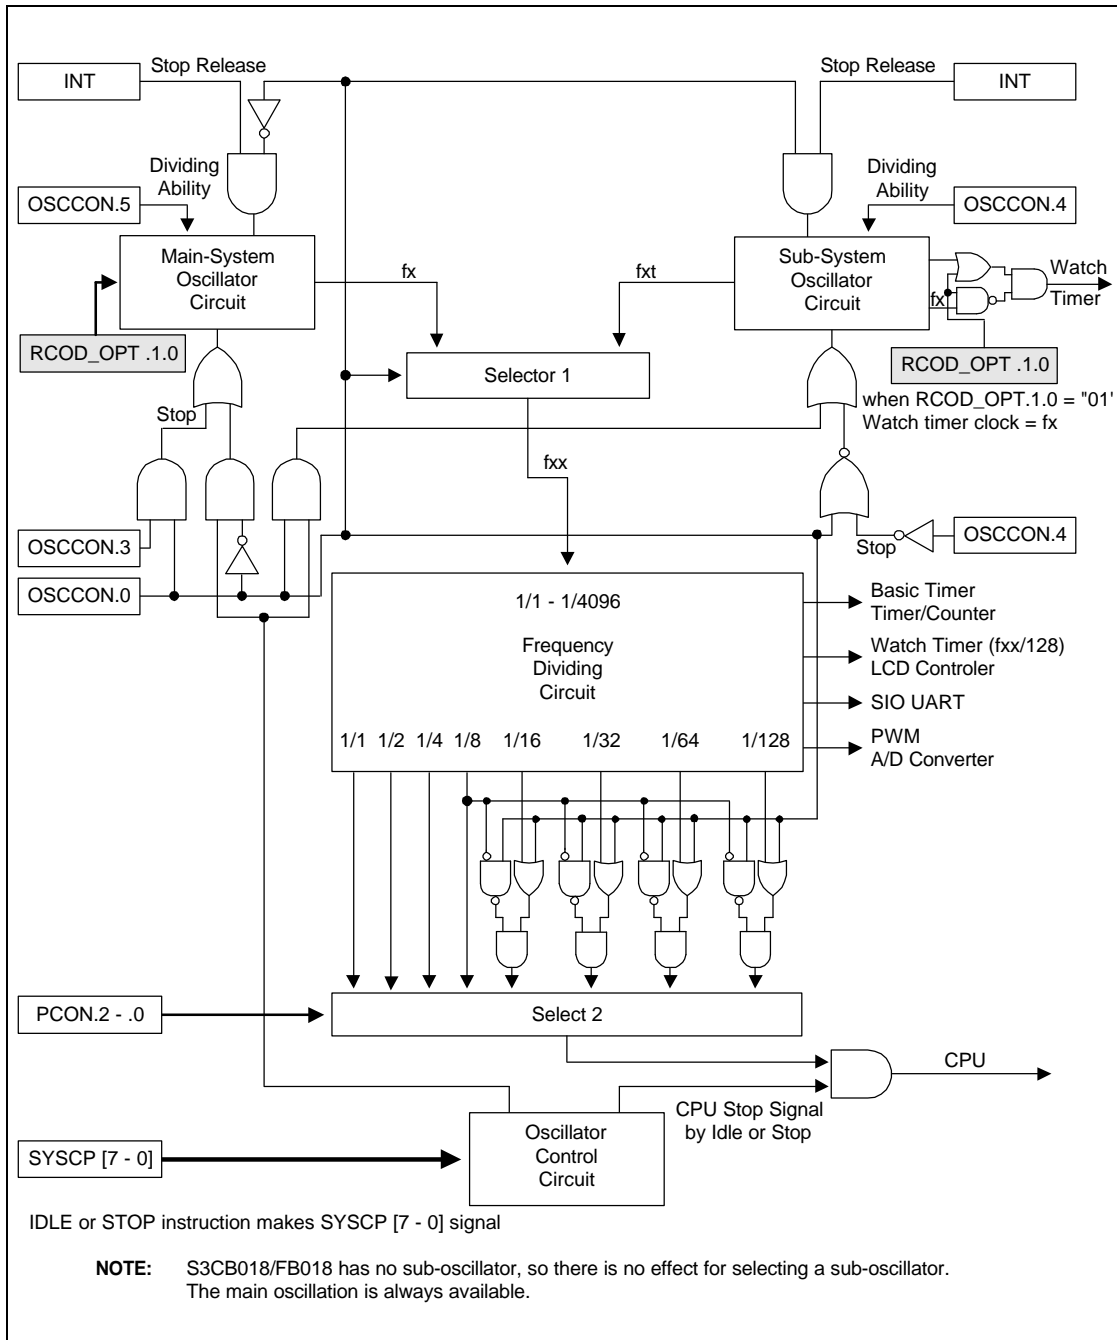 INT
Stop Release
Stop Release
INT
Dividing
Ability
Dividing
Ability
OSCCON.5
OSCCON.4
Main-System
Oscillator
Circuit
fx
fxt
Sub-System
Oscillator
Circuit
fx
Watch
Timer
RCOD_OPT .1.0
Selector 1
RCOD_OPT .1.0
when RCOD_OPT.1.0 = "01'
Watch timer clock = fx
Stop
fxx
OSCCON.3
Stop
OSCCON.4
OSCCON.0
1/1 - 1/4096
Frequency
Dividing
Circuit
Basic Timer
Timer/Counter
Watch Timer (fxx/128)
LCD Controler
SIO UART
PWM
A/D Converter
1/1 1/2 1/4 1/8 1/16 1/32 1/64 1/128
PCON.2 - .0
Select 2
CPU
CPU Stop Signal
by Idle or Stop
SYSCP [7 - 0]
Oscillator
Control
Circuit
IDLE or STOP instruction makes SYSCP [7 - 0] signal
NOTE: S3CB018/FB018 has no sub-oscillator, so there is no effect for selecting a sub-oscillator.
The main oscillation is always available.